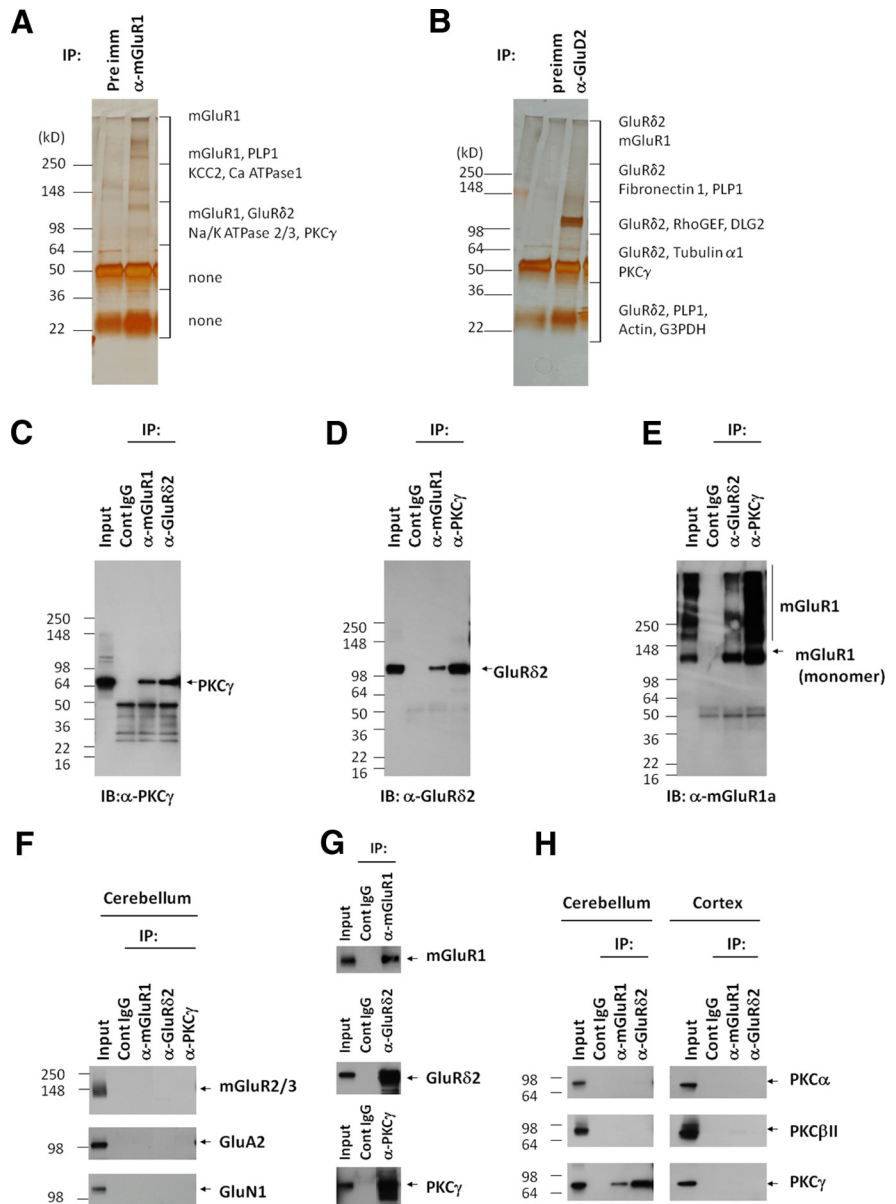 A
IP:
Pre imm
α-mGluR1
(kD)
250
148
98
64
50
36
22
mGluR1
mGluR1, PLP1
KCC2, Ca ATPase1
mGluR1, GluRδ2
Na/K ATPase 2/3, PKCγ
none
none
B
IP:
preimm
α-GluD2
(kD)
250
148
98
64
50
36
22
GluRδ2
mGluR1
GluRδ2
Fibronectin 1, PLP1
GluRδ2, RhoGEF, DLG2
GluRδ2, Tubulin α1
PKCγ
GluRδ2, PLP1,
Actin, G3PDH
C
IP:
Input
Cont IgG
α-mGluR1
α-GluRδ2
250
148
98
64
50
36
22
16
PKCγ
IB:α-PKCγ
D
IP:
Input
Cont IgG
α-mGluR1
α-PKCγ
250
148
98
64
50
36
22
16
GluRδ2
IB: α-GluRδ2
E
IP:
Input
Cont IgG
α-GluRδ2
α-PKCγ
250
148
98
64
50
36
22
16
mGluR1
mGluR1
(monomer)
IB: α-mGluR1a
F
Cerebellum
IP:
Input
Cont IgG
α-mGluR1
α-GluRδ2
α-PKCγ
250
148
mGluR2/3
98
GluA2
98
GluN1
G
IP:
Input
Cont IgG
α-mGluR1
mGluR1
Input
Cont IgG
α-GluRδ2
GluRδ2
Input
Cont IgG
α-PKCγ
PKCγ
H
Cerebellum
Cortex
IP:
IP:
Input
Cont IgG
α-mGluR1
α-GluRδ2
Input
Cont IgG
α-mGluR1
α-GluRδ2
98
64
PKCα
98
64
PKCβII
98
64
PKCγ